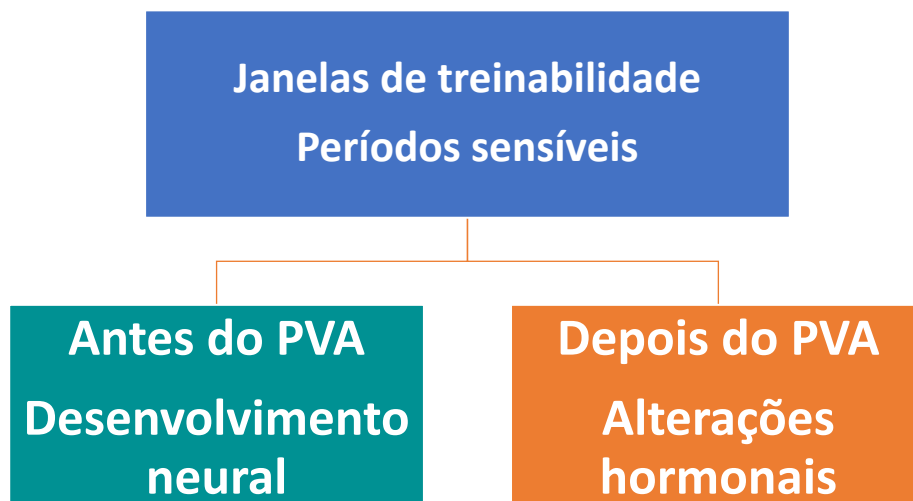 Janelas de treinabilidade
Períodos sensíveis
Antes do PVA
Desenvolvimento
neural
Depois do PVA
Alterações
hormonais